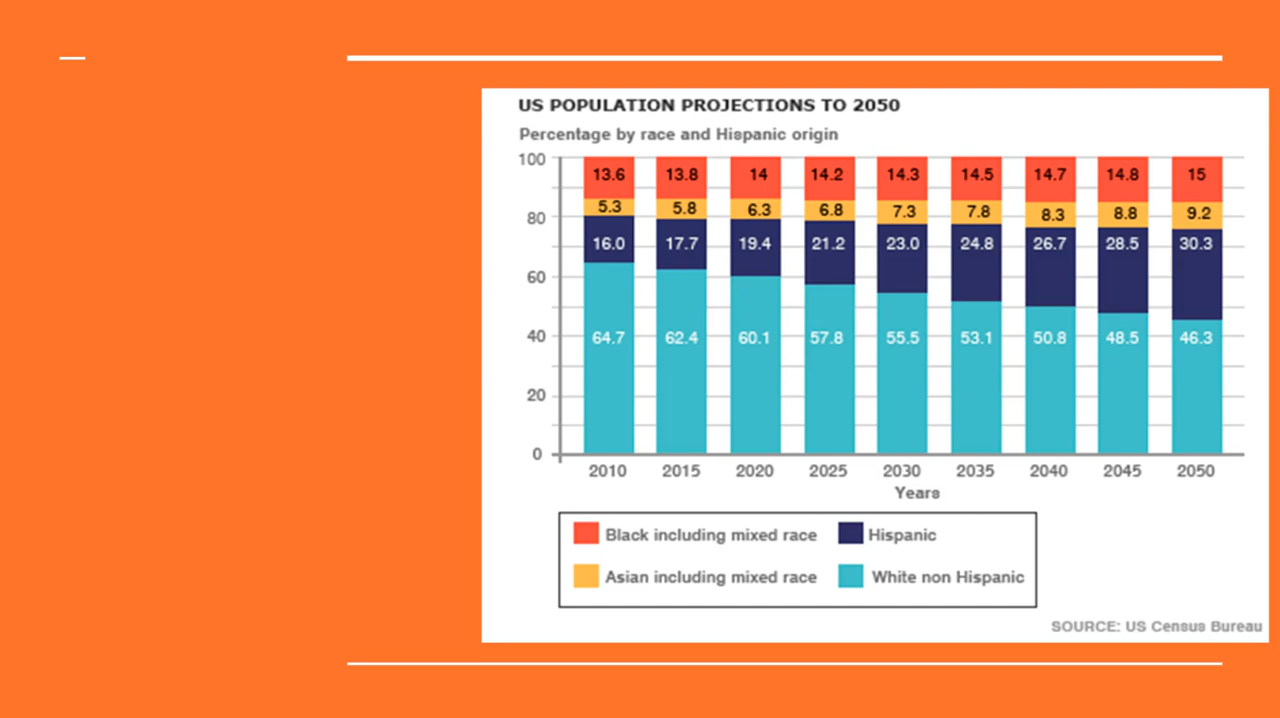 US POPULATION PROJECTIONS TO 2050
Percentage by race and Hispanic origin
100
80
60
40
20
0
13.6 13.8 14 14.2 14.3 14.5 14.7 14.8 15
5.3 5.8 6.3 6.8 7.3 7.8 8.3 8.8 9.2
16.0 17.7 19.4 21.2 23.0 24.8 26.7 28.5 30.3
64.7 62.4 60.1 57.8 55.5 53.1 50.8 48.5 46.3
2010 2015 2020 2025 2030 2035 2040 2045 2050
Years
Black including mixed race Hispanic
Asian including mixed race White non Hispanic
SOURCE: US Census Bureau